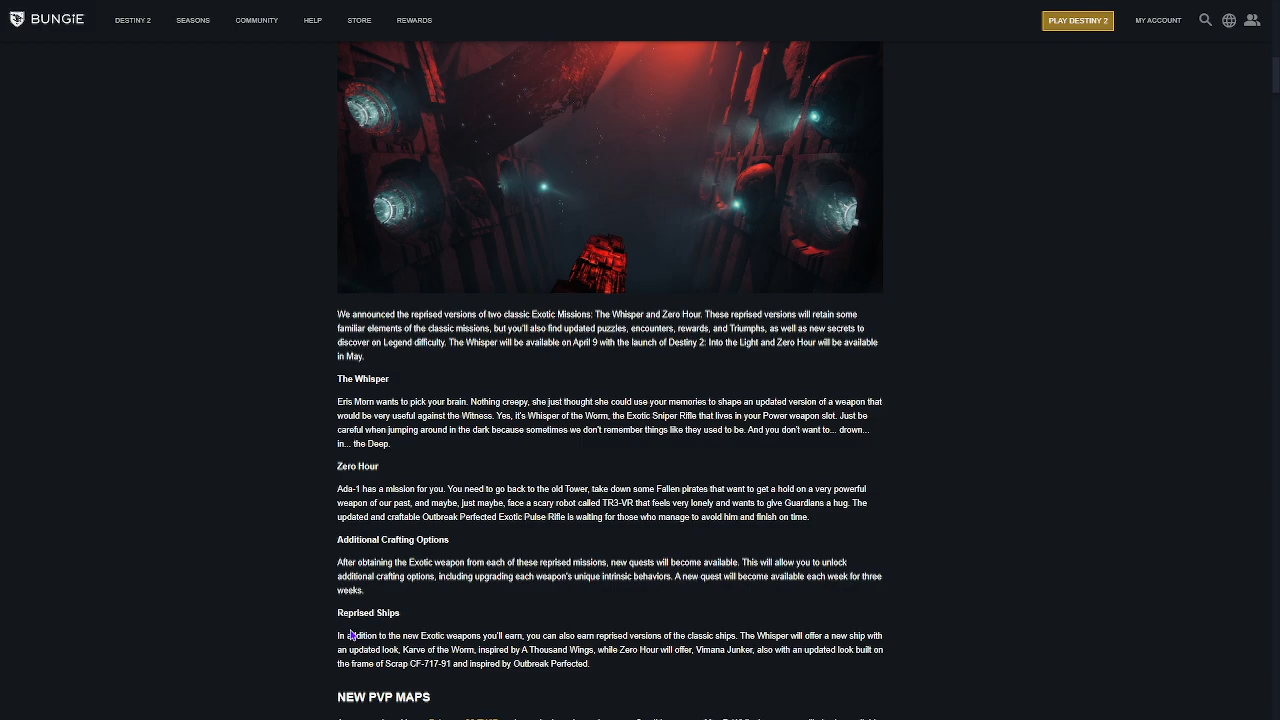 BUNGiE DESTINY 2 SEASONS COMMUNITY HELP STORE REWARDS PLAY DESTINY 2 MY ACCOUNT
We announced the reprised versions of two classic Exotic Missions: The Whisper and Zero Hour. These reprised versions will retain some
familiar elements of the classic missions, but you'll also find updated puzzles, encounters, rewards, and Triumphs, as well as new secrets to
discover on Legend difficulty. The Whisper will be available on April 9 with the launch of Destiny 2: Into the Light and Zero Hour will be available
in May.
The Whisper
Eris Morn wants to pick your brain. Nothing creepy, she just thought she could use your memories to shape an updated version of a weapon that
would be very useful against the Witness. Yes, it's Whisper of the Worm, the Exotic Sniper Rifle that lives in your Power weapon slot. Just be
careful when jumping around in the dark because sometimes we don't remember things like they used to be. And you don't want to... drown...
in... the Deep.
Zero Hour
Ada-1 has a mission for you. You need to go back to the old Tower, take down some Fallen pirates that want to get a hold on a very powerful
weapon of our past, and maybe, just maybe, face a scary robot called TR3-VR that feels very lonely and wants to give Guardians a hug. The
updated and craftable Outbreak Perfected Exotic Pulse Rifle is waiting for those who manage to avoid him and finish on time.
Additional Crafting Options
After obtaining the Exotic weapon from each of these reprised missions, new quests will become available. This will allow you to unlock
additional crafting options, including upgrading each weapon's unique intrinsic behaviors. A new quest will become available each week for three
weeks.
Reprised Ships
In addition to the new Exotic weapons you'll earn, you can also earn reprised versions of the classic ships. The Whisper will offer a new ship with
an updated look, Karve of the Worm, inspired by A Thousand Wings, while Zero Hour will offer, Vimana Junker, also with an updated look built on
the frame of Scrap CF-717-91 and inspired by Outbreak Perfected.
NEW PVP MAPS